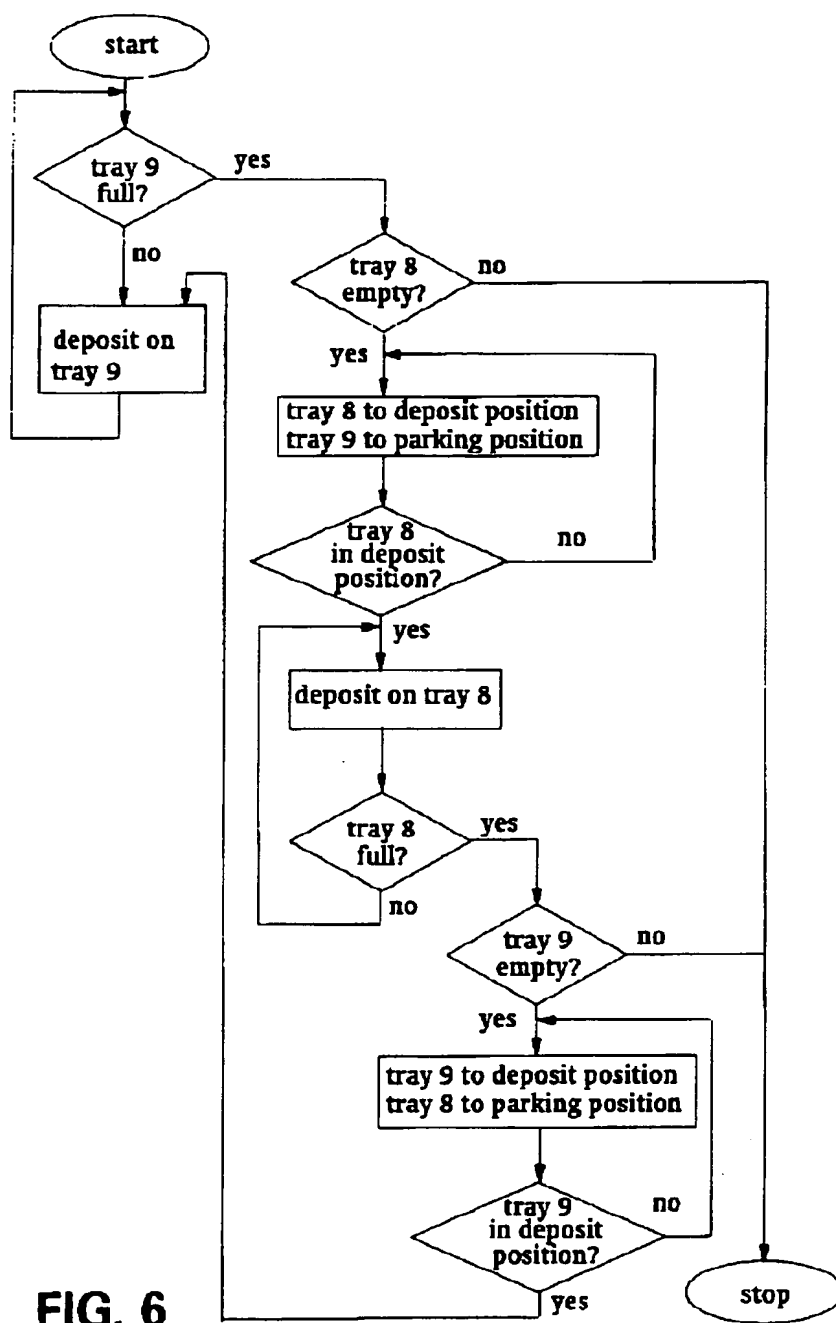 start
tray 9
full?
yes
no
deposit on
tray 9
tray 8
empty?
no
yes
tray 8 to deposit position
tray 9 to parking position
tray 8
in deposit
position?
no
yes
deposit on tray 8
tray 8
full?
yes
no
tray 9
empty?
no
yes
tray 9 to deposit position
tray 8 to parking position
tray 9
in deposit
position?
no
yes
stop
FIG. 6